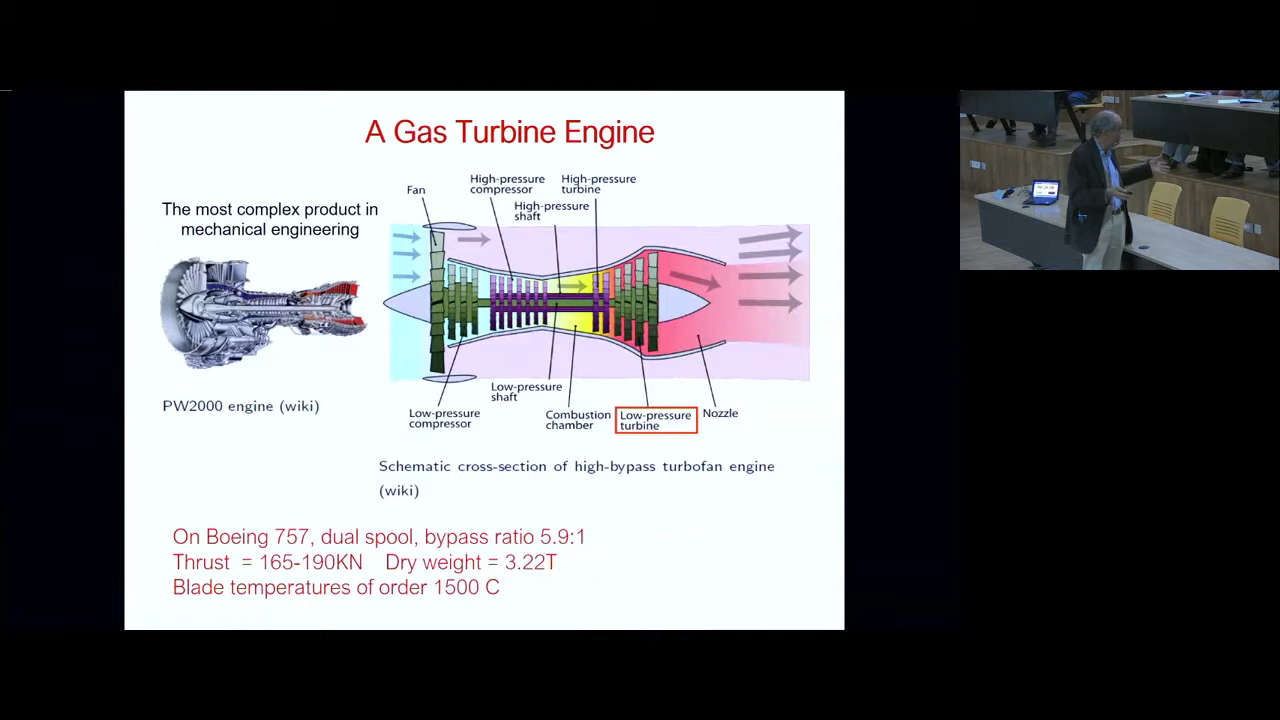 A Gas Turbine Engine
The most complex product in
mechanical engineering
PW2000 engine (wiki)
Fan
High-pressure
compressor
High-pressure
turbine
High-pressure
shaft
Low-pressure
shaft
Low-pressure
compressor
Combustion
chamber
Low-pressure
turbine
Nozzle
Schematic cross-section of high-bypass turbofan engine
(wiki)
On Boeing 757, dual spool, bypass ratio 5.9:1
Thrust = 165-190KN Dry weight = 3.22T
Blade temperatures of order 1500 C